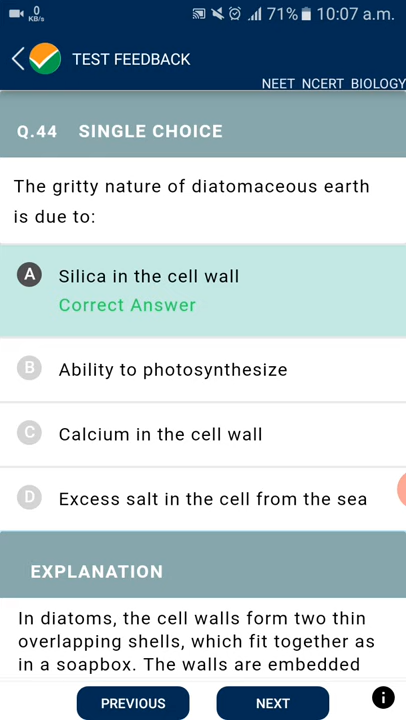 0
KB/s
71% 10:07 a.m.
TEST FEEDBACK
NEET NCERT BIOLOGY
Q.44 SINGLE CHOICE
The gritty nature of diatomaceous earth
is due to:
A Silica in the cell wall
Correct Answer
B Ability to photosynthesize
C Calcium in the cell wall
D Excess salt in the cell from the sea
EXPLANATION
In diatoms, the cell walls form two thin
overlapping shells, which fit together as
in a soapbox. The walls are embedded
PREVIOUS NEXT